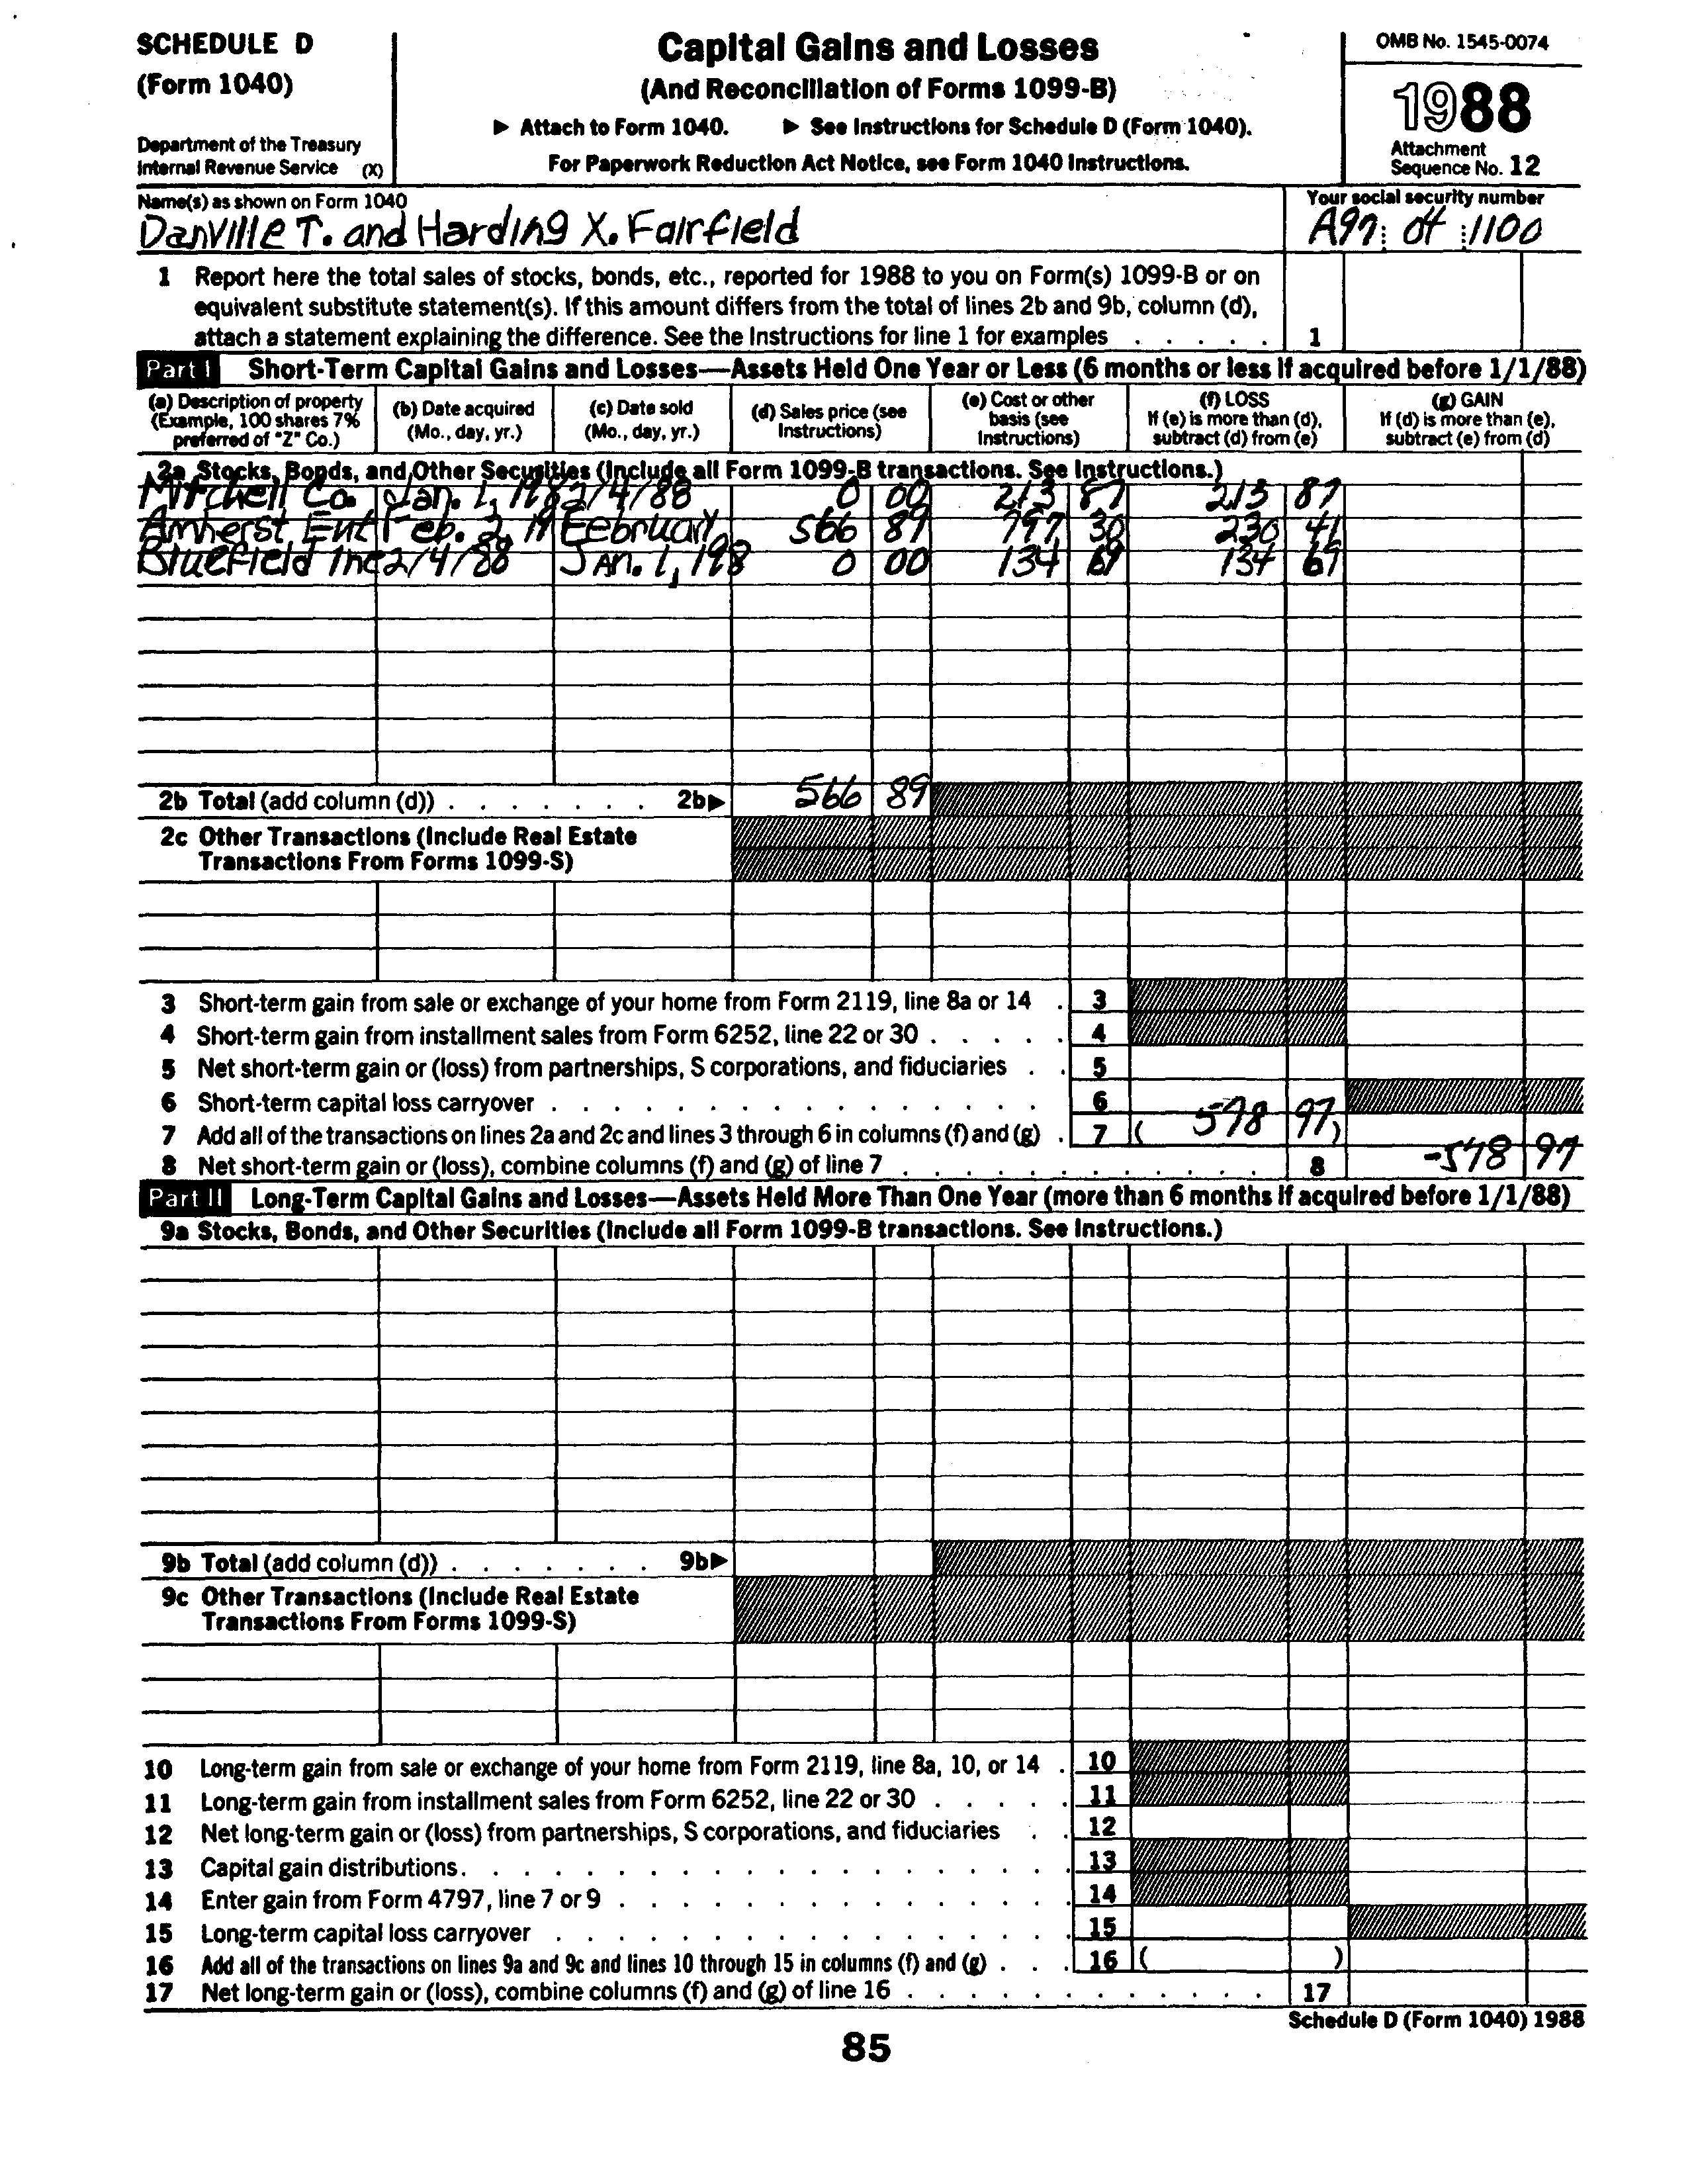 SCHEDULE D
(Form 1040)
Department of the Treasury
Internal Revenue Service (X)
Capital Gains and Losses
(And Reconciliation of Forms 1099-B)
▶ Attach to Form 1040. ▶ See Instructions for Schedule D (Form 1040).
For Paperwork Reduction Act Notice, see Form 1040 Instructions.
OMB No. 1545-0074
1988
Attachment
Sequence No. 12
Name(s) as shown on Form 1040
Danville T. and Harding X. Fairfield
Your social security number
1100
1 Report here the total sales of stocks, bonds, etc., reported for 1988 to you on Form(s) 1099-B or on
equivalent substitute statement(s). If this amount differs from the total of lines 2b and 9b, column (d),
attach a statement explaining the difference. See the Instructions for line 1 for examples . . . . . 1
Part I Short-Term Capital Gains and Losses—Assets Held One Year or Less (6 months or less if acquired before 1/1/88)
(a) Description of property
(Example, 100 shares 7%
preferred of "Z" Co.)
(b) Date acquired
(Mo., day, yr.)
(c) Date sold
(Mo., day, yr.)
(d) Sales price (see
Instructions)
(e) Cost or other
basis (see
Instructions)
(f) LOSS
If (e) is more than (d),
subtract (d) from (e)
(g) GAIN
If (d) is more than (e),
subtract (e) from (d)
2a Stocks, Bonds, and Other Securities (Include all Form 1099-B transactions. See Instructions.)
Mitchell Co. Jan. 1, 198 2/4/88 0 00 213 87 213 87
Amherst Ent Feb. 2, 19 February 566 89 797 30 230 41
Bluefield Inc 2/4/88 JAN. 1, 198 0 00 134 69 134 69
2b Total (add column (d)) . . . . . . . 2b▶ 566 89
2c Other Transactions (Include Real Estate
Transactions From Forms 1099-S)
3 Short-term gain from sale or exchange of your home from Form 2119, line 8a or 14 . 3
4 Short-term gain from installment sales from Form 6252, line 22 or 30 . . . . . 4
5 Net short-term gain or (loss) from partnerships, S corporations, and fiduciaries . . 5
6 Short-term capital loss carryover . . . . . . . . . . . . . . . . 6
7 Add all of the transactions on lines 2a and 2c and lines 3 through 6 in columns (f) and (g) . 7 ( 578 97 )
8 Net short-term gain or (loss), combine columns (f) and (g) of line 7 . . . . . . . . . . . . 8 -578 97
Part II Long-Term Capital Gains and Losses—Assets Held More Than One Year (more than 6 months if acquired before 1/1/88)
9a Stocks, Bonds, and Other Securities (Include all Form 1099-B transactions. See Instructions.)
9b Total (add column (d)) . . . . . . . 9b▶
9c Other Transactions (Include Real Estate
Transactions From Forms 1099-S)
10 Long-term gain from sale or exchange of your home from Form 2119, line 8a, 10, or 14 . 10
11 Long-term gain from installment sales from Form 6252, line 22 or 30 . . . . . 11
12 Net long-term gain or (loss) from partnerships, S corporations, and fiduciaries . . 12
13 Capital gain distributions. . . . . . . . . . . . . . . . . . . 13
14 Enter gain from Form 4797, line 7 or 9 . . . . . . . . . . . . . 14
15 Long-term capital loss carryover . . . . . . . . . . . . . . . . 15
16 Add all of the transactions on lines 9a and 9c and lines 10 through 15 in columns (f) and (g) . . . 16 ( )
17 Net long-term gain or (loss), combine columns (f) and (g) of line 16 . . . . . . . . . . . . 17
Schedule D (Form 1040) 1988
85